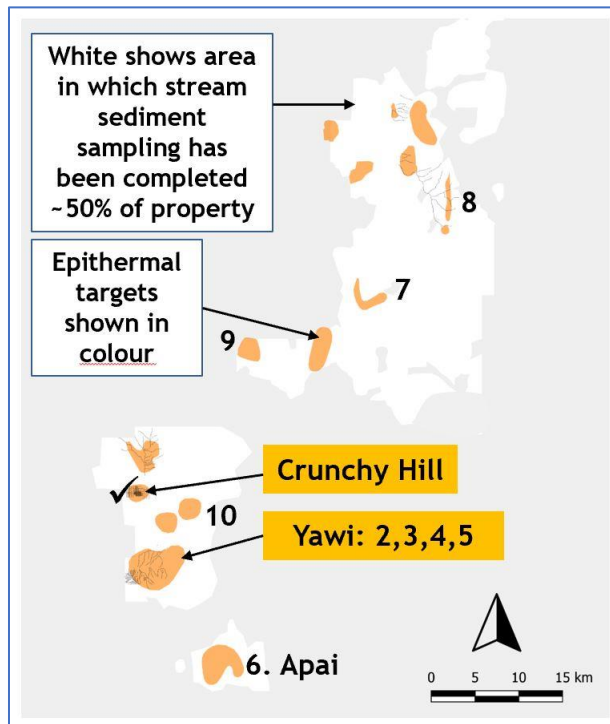 White shows area
in which stream
sediment
sampling has
been completed
~50% of property
8
Epithermal
targets
shown in
colour
7
9
Crunchy Hill
10
Yawi: 2,3,4,5
6. Apai
0 5 10 15 km